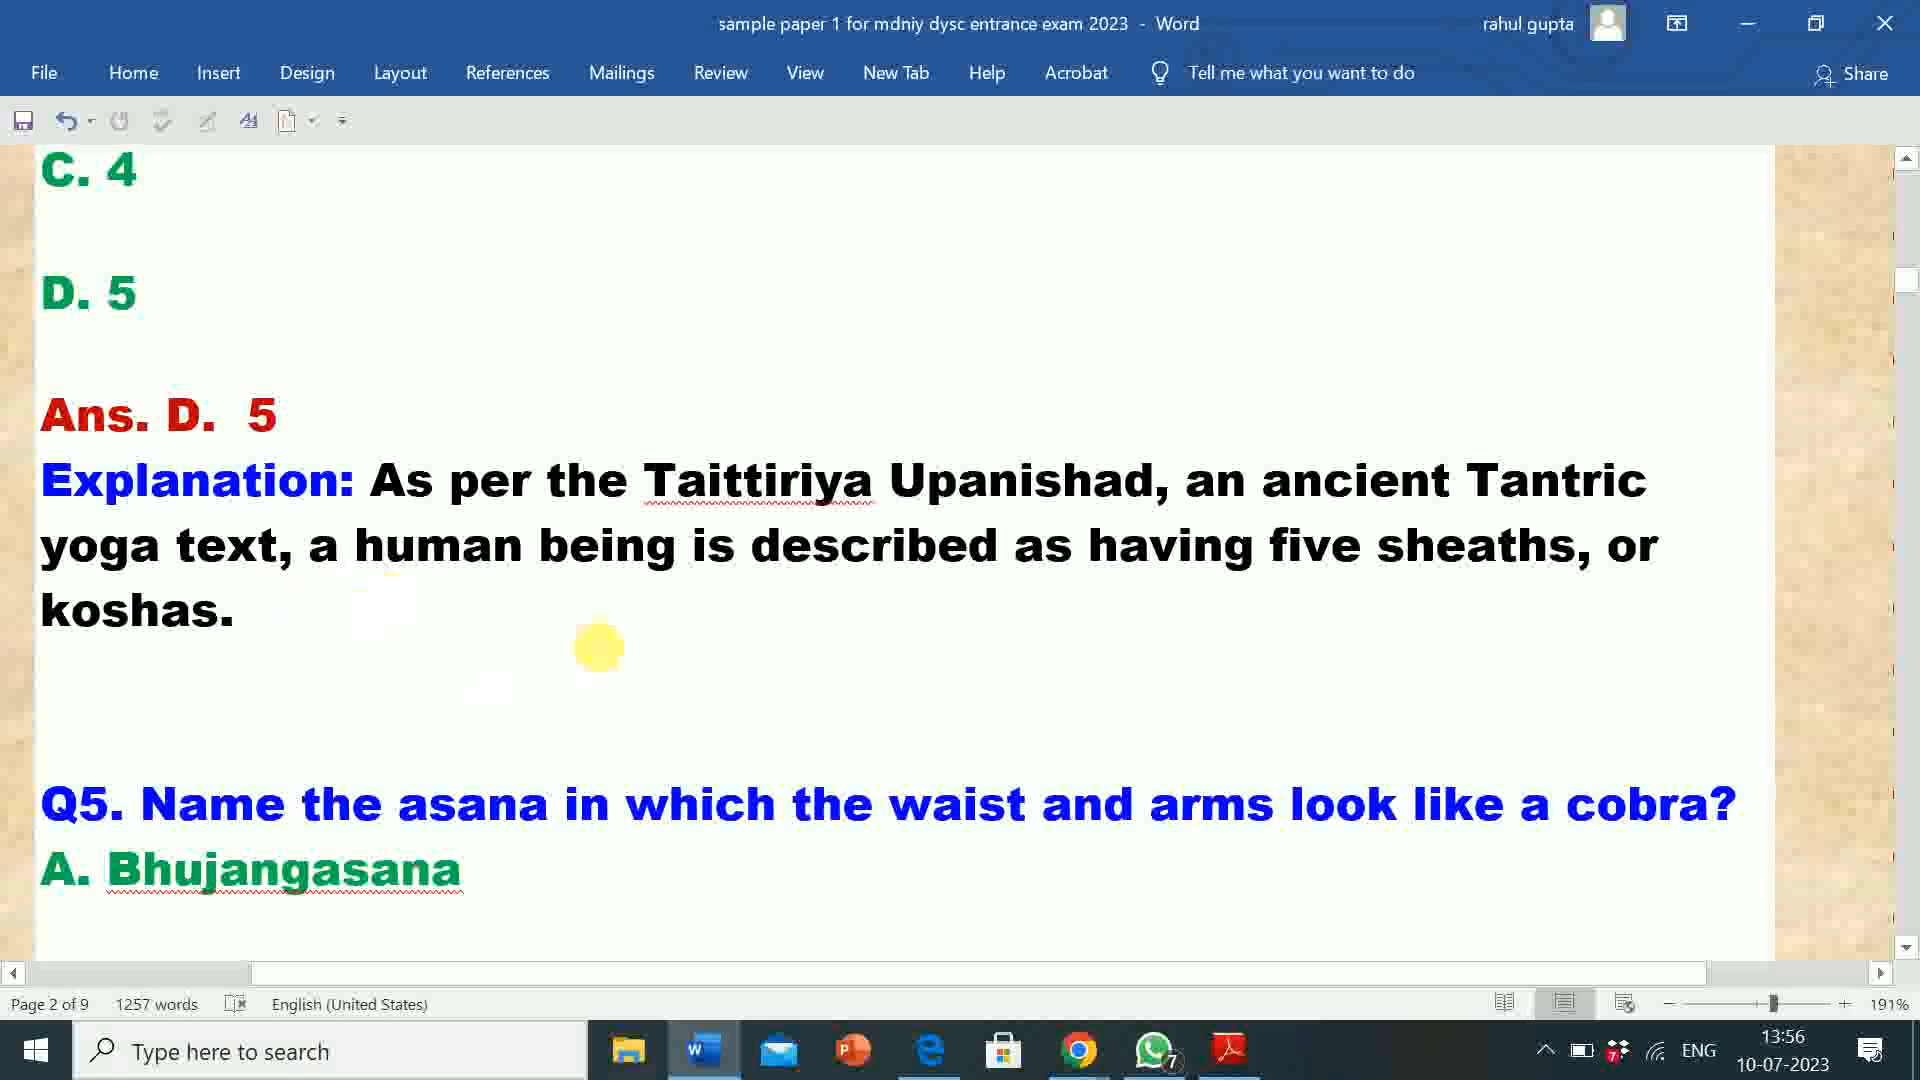 sample paper 1 for mdniy dysc entrance exam 2023 - Word
rahul gupta
File Home Insert Design Layout References Mailings Review View New Tab Help Acrobat Tell me what you want to do Share
C. 4
D. 5
Ans. D. 5
Explanation: As per the Taittiriya Upanishad, an ancient Tantric
yoga text, a human being is described as having five sheaths, or
koshas.
Q5. Name the asana in which the waist and arms look like a cobra?
A. Bhujangasana
Page 2 of 9 1257 words English (United States) 191%
Type here to search
7
7
ENG
13:56
10-07-2023